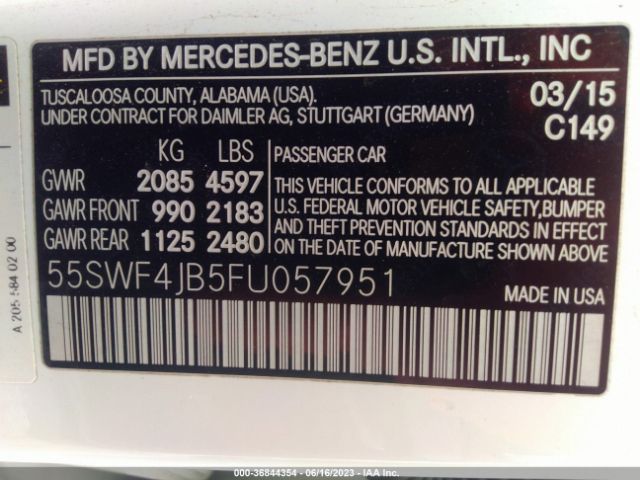 MFD BY MERCEDES-BENZ U.S. INTL., INC
TUSCALOOSA COUNTY, ALABAMA (USA).
UNDER CONTRACT FOR DAIMLER AG, STUTTGART (GERMANY)
03/15
C149
KG LBS
GVWR 2085 4597
GAWR FRONT 990 2183
GAWR REAR 1125 2480
PASSENGER CAR
THIS VEHICLE CONFORMS TO ALL APPLICABLE
U.S. FEDERAL MOTOR VEHICLE SAFETY,BUMPER
AND THEFT PREVENTION STANDARDS IN EFFECT
ON THE DATE OF MANUFACTURE SHOWN ABOVE.
55SWF4JB5FU057951
MADE IN USA
A 205 584 02 00
000-36844354 - 06/16/2023 - IAA Inc.